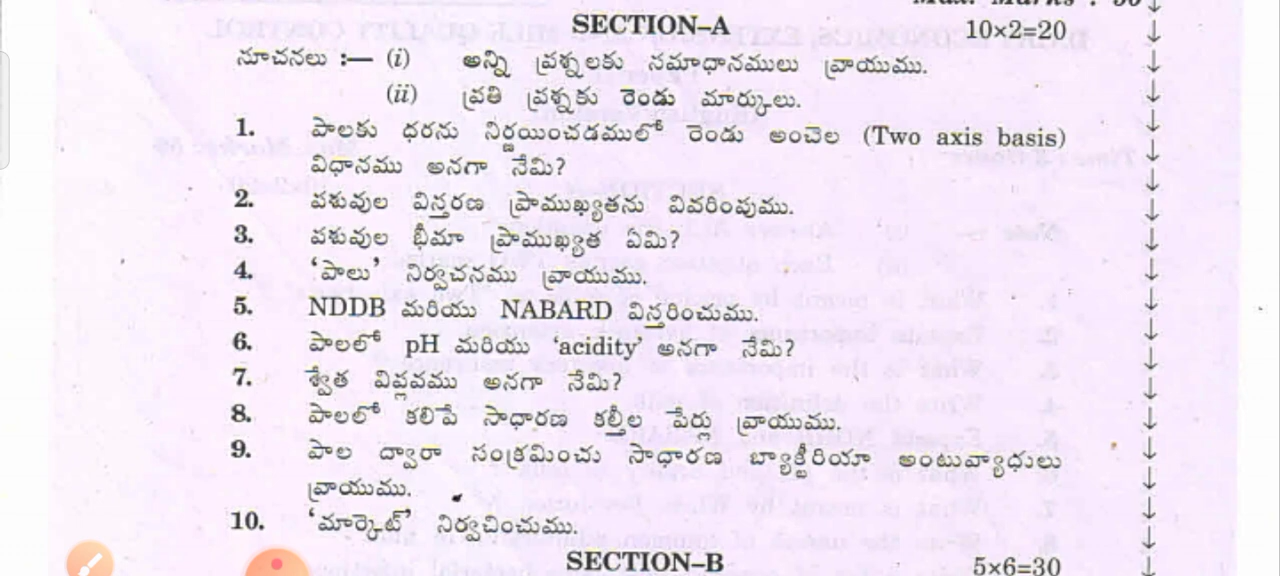 Max. Marks : 50
SECTION–A 10×2=20
సూచనలు :— (i) అన్ని ప్రశ్నలకు సమాధానములు వ్రాయుము.
(ii) ప్రతి ప్రశ్నకు రెండు మార్కులు.
1. పాలకు ధరను నిర్ణయించడములో రెండు అంచెల (Two axis basis)
విధానము అనగా నేమి?
2. పశువుల విస్తరణ ప్రాముఖ్యతను వివరింపుము.
3. పశువుల భీమా ప్రాముఖ్యత ఏమి?
4. ‘పాలు’ నిర్వచనము వ్రాయుము.
5. NDDB మరియు NABARD విస్తరించుము.
6. పాలలో pH మరియు ‘acidity’ అనగా నేమి?
7. శ్వేత విప్లవము అనగా నేమి?
8. పాలలో కలిపే సాధారణ కల్తీల పేర్లు వ్రాయుము.
9. పాల ద్వారా సంక్రమించు సాధారణ బ్యాక్టీరియా అంటువ్యాధులు
వ్రాయుము.
10. ‘మార్కెట్’ నిర్వచించుము.
SECTION–B 5×6=30